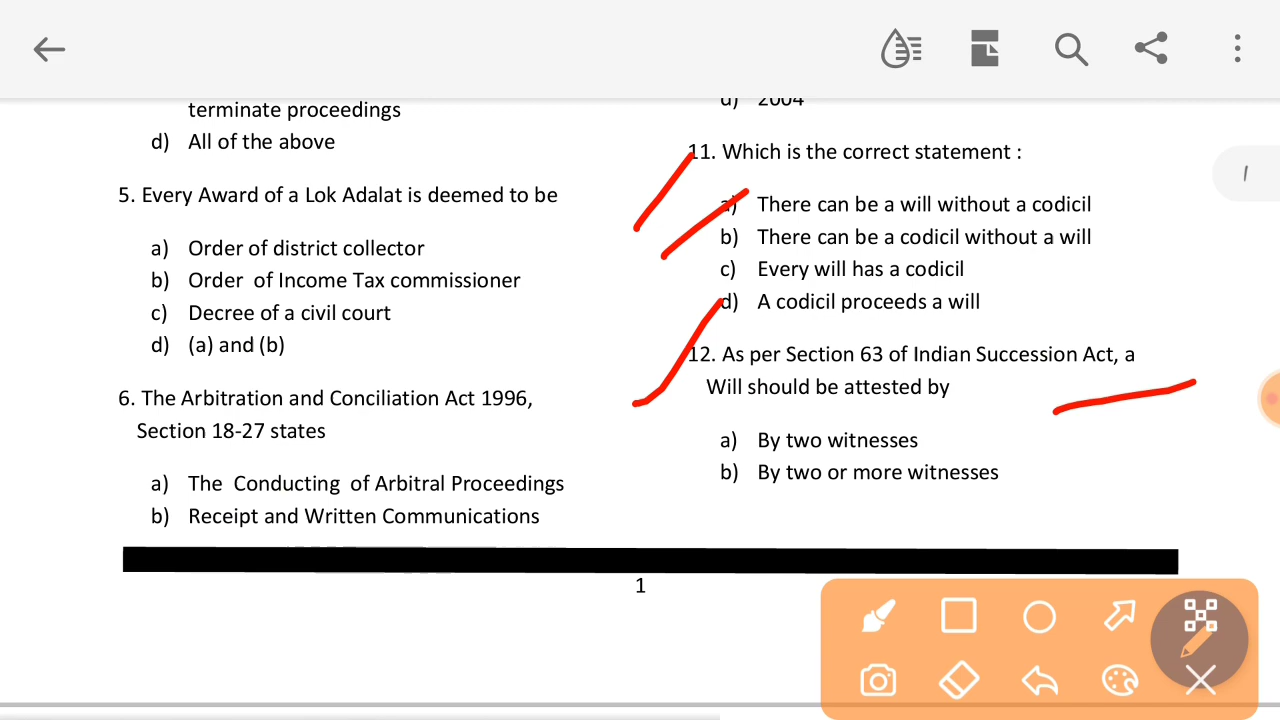 terminate proceedings
d) All of the above
5. Every Award of a Lok Adalat is deemed to be
a) Order of district collector
b) Order of Income Tax commissioner
c) Decree of a civil court
d) (a) and (b)
6. The Arbitration and Conciliation Act 1996,
Section 18-27 states
a) The Conducting of Arbitral Proceedings
b) Receipt and Written Communications
d) 2004
11. Which is the correct statement :
a) There can be a will without a codicil
b) There can be a codicil without a will
c) Every will has a codicil
d) A codicil proceeds a will
12. As per Section 63 of Indian Succession Act, a
Will should be attested by
a) By two witnesses
b) By two or more witnesses
1